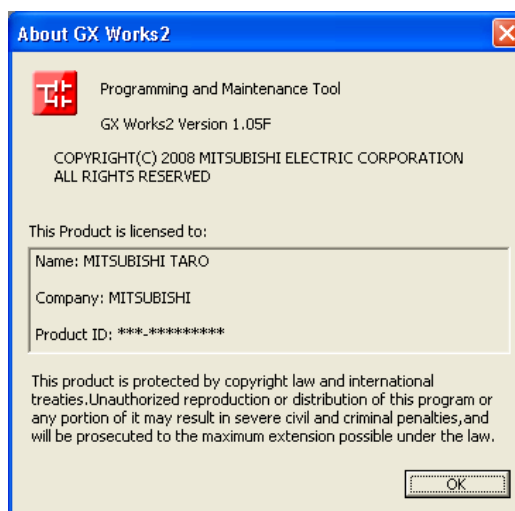 About GX Works2
Programming and Maintenance Tool
GX Works2 Version 1.05F
COPYRIGHT(C) 2008 MITSUBISHI ELECTRIC CORPORATION
ALL RIGHTS RESERVED
This Product is licensed to:
Name: MITSUBISHI TARO
Company: MITSUBISHI
Product ID: ***-*********
This product is protected by copyright law and international
treaties.Unauthorized reproduction or distribution of this program or
any portion of it may result in severe civil and criminal penalties,and
will be prosecuted to the maximum extension possible under the law.
OK